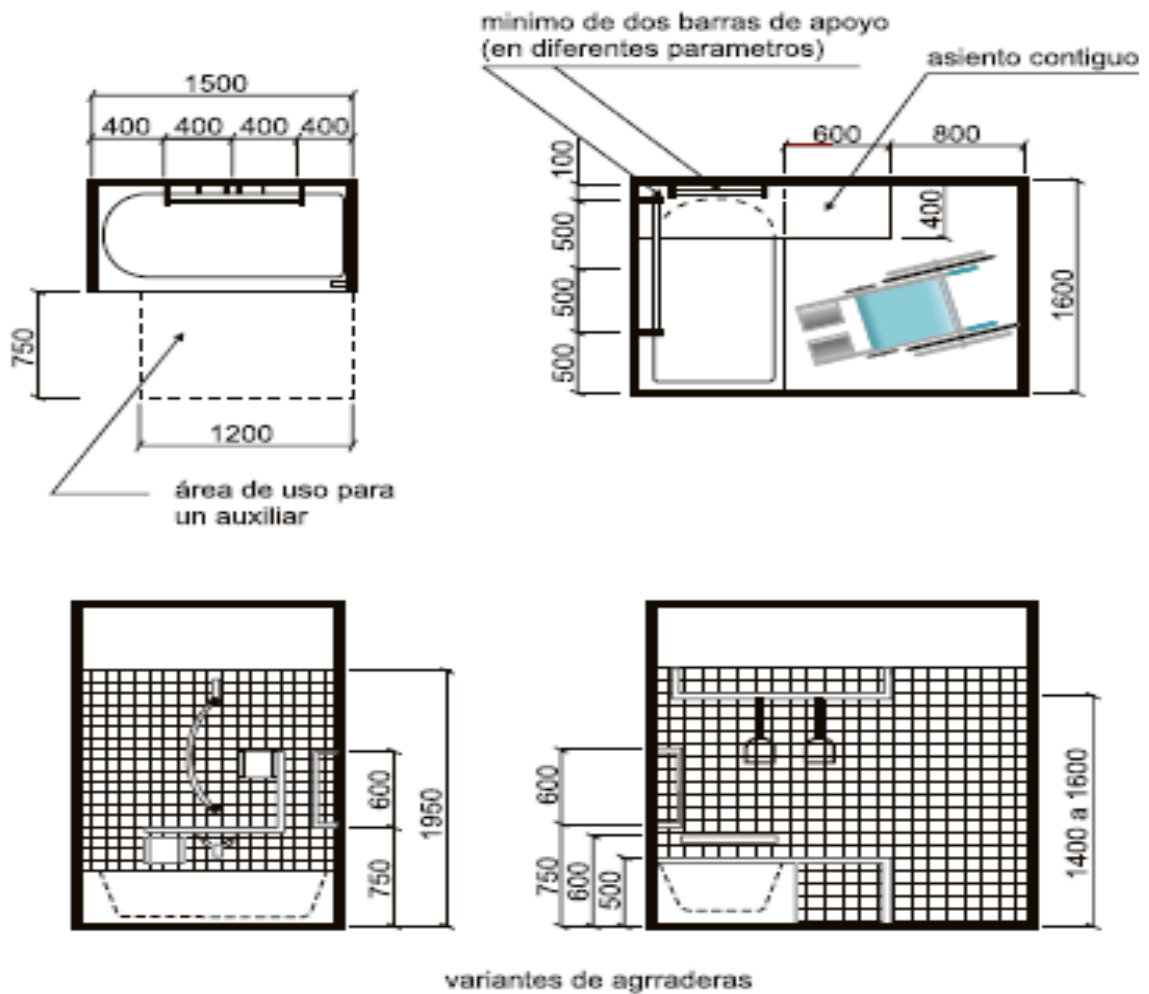 minimo de dos barras de apoyo
(en diferentes parametros)
asiento contiguo
1500
400 400 400 400
600 800
100
500
500
500
400
1600
750
1200
área de uso para
un auxiliar
600
750
1950
600
750
600
500
1400 a 1600
variantes de agrraderas